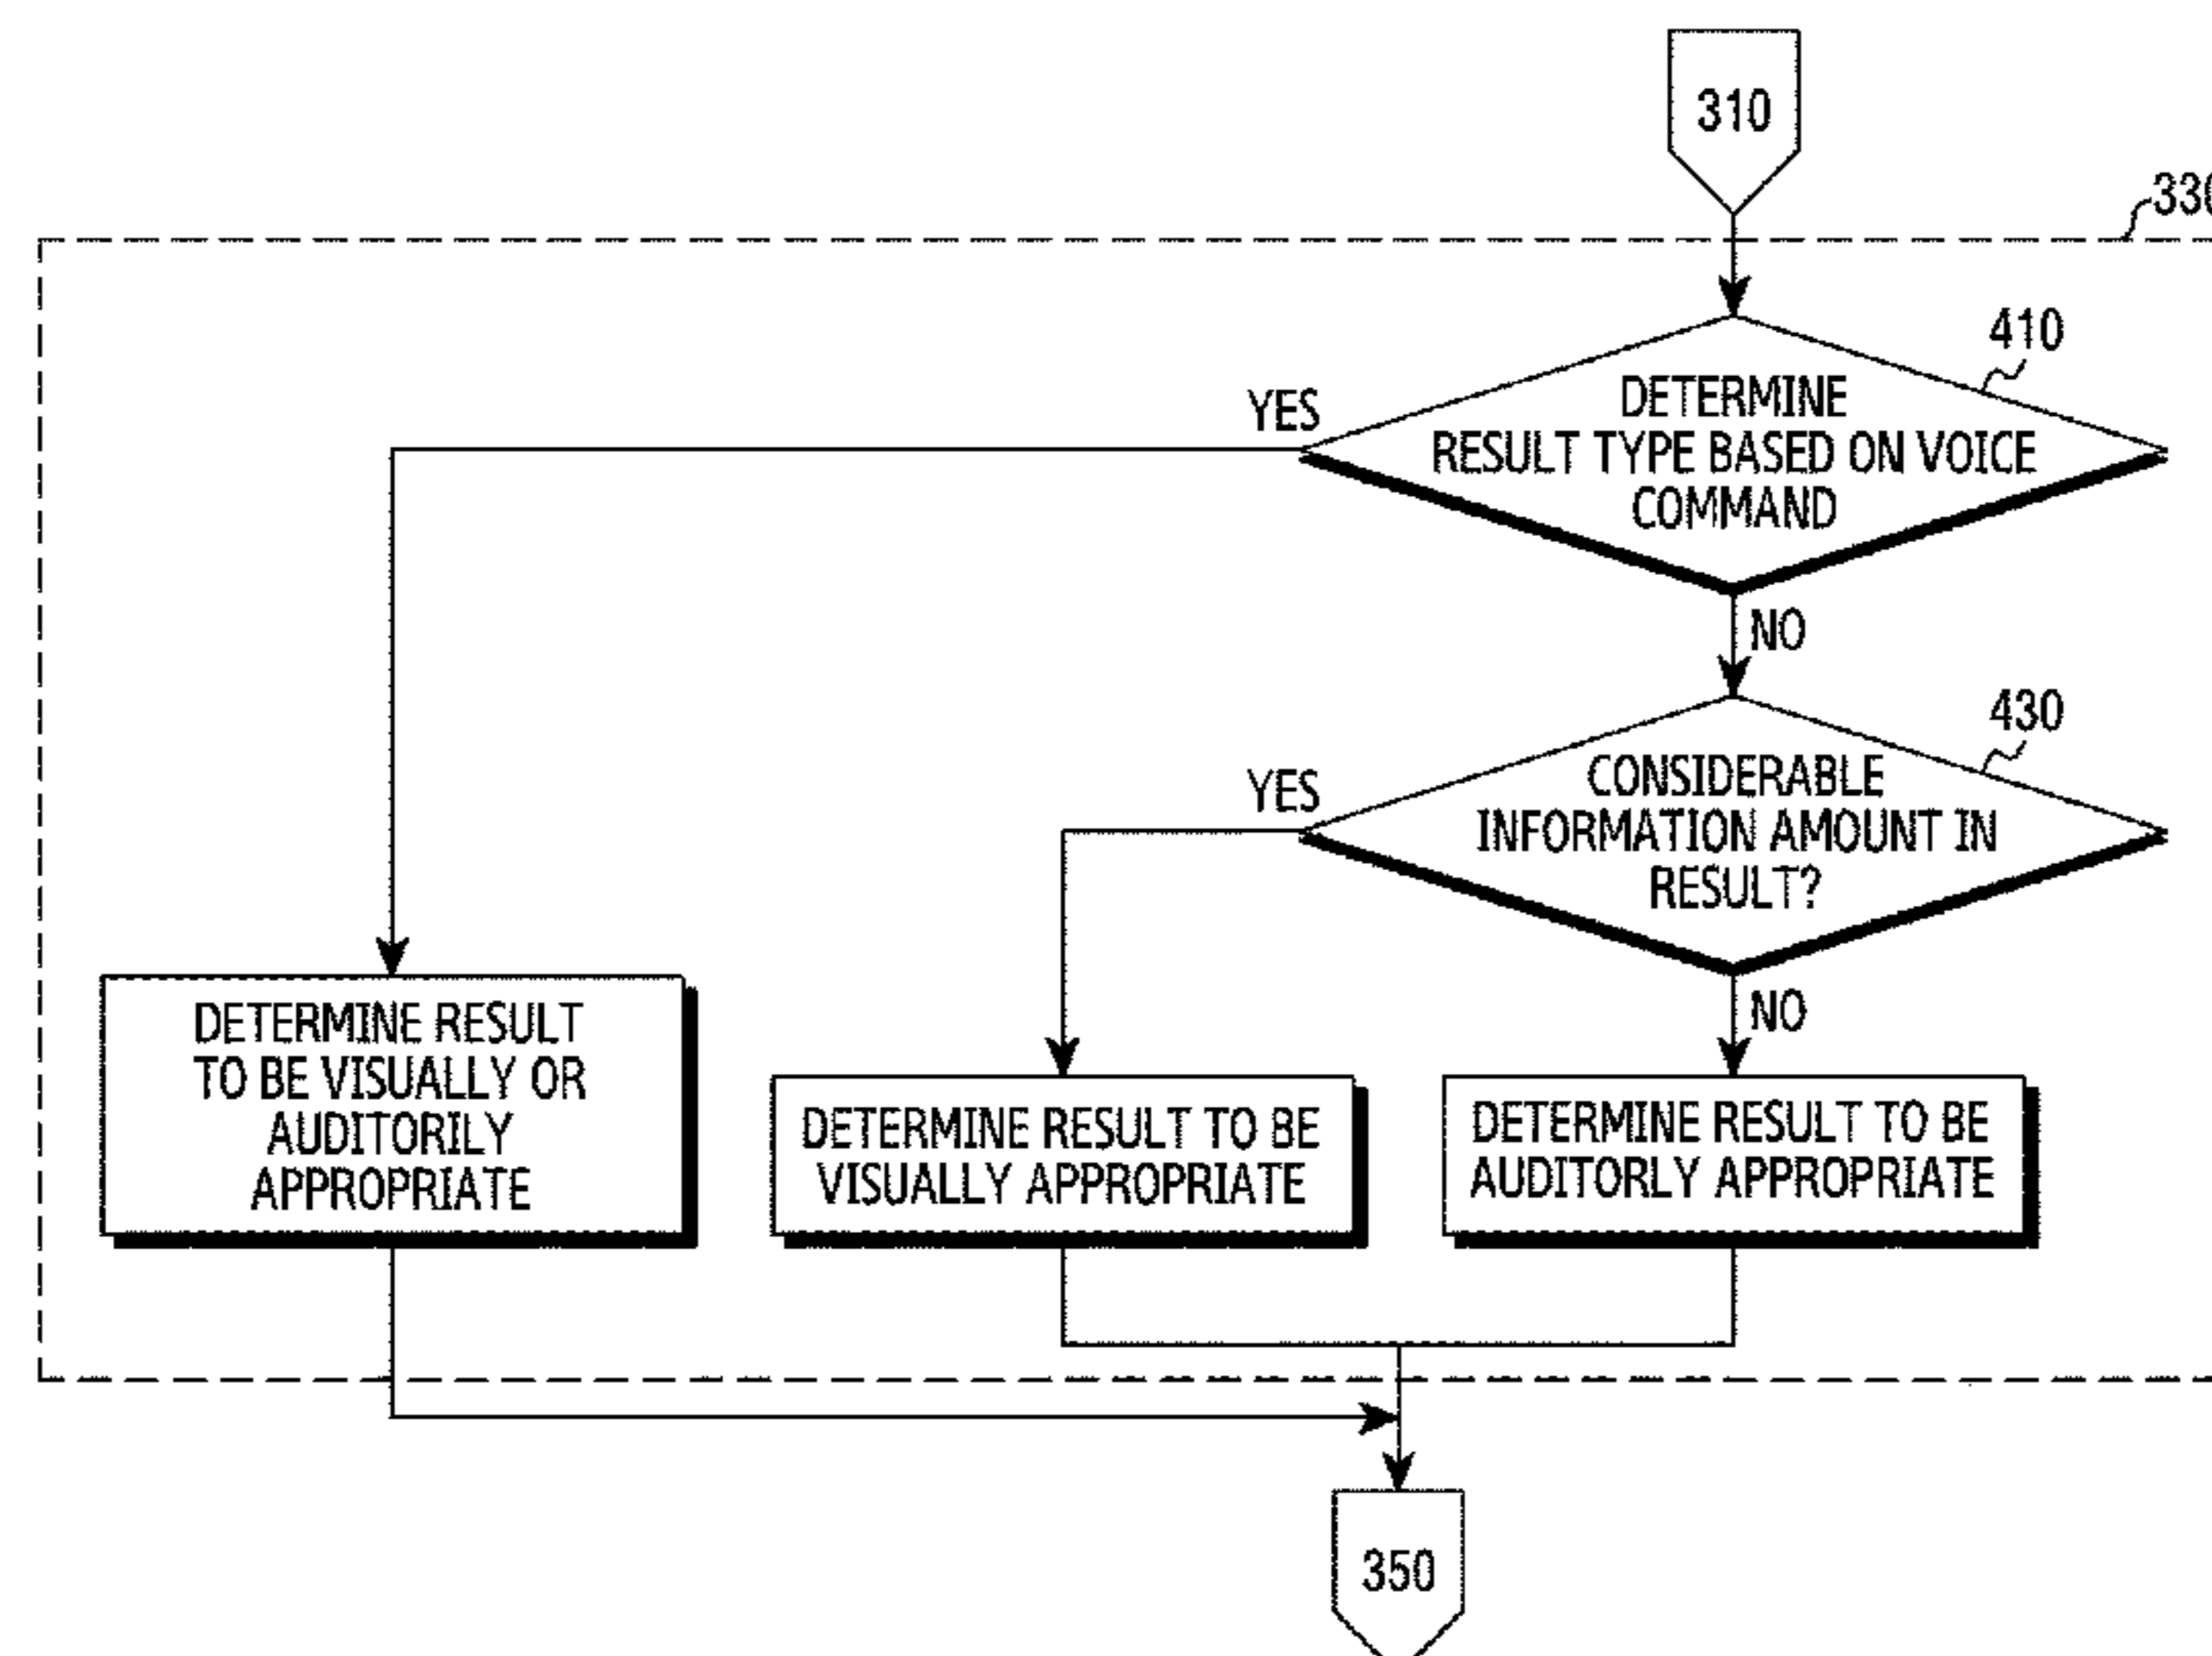 310
330
410
YES
DETERMINE
RESULT TYPE BASED ON VOICE
COMMAND
NO
430
YES
CONSIDERABLE
INFORMATION AMOUNT IN
RESULT?
NO
DETERMINE RESULT
TO BE VISUALLY OR
AUDITORILY
APPROPRIATE
DETERMINE RESULT TO BE
VISUALLY APPROPRIATE
DETERMINE RESULT TO BE
AUDITORLY APPROPRIATE
350